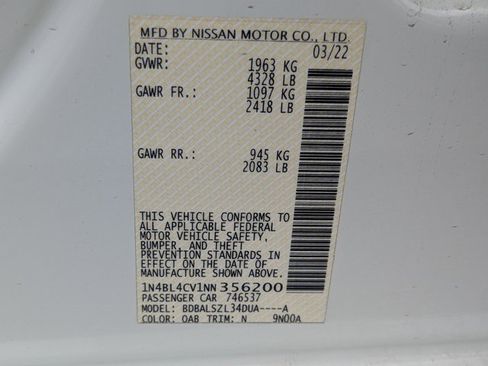 MFD BY NISSAN MOTOR CO., LTD.
DATE: 03/22
GVWR: 1963 KG
4328 LB
GAWR FR.: 1097 KG
2418 LB
GAWR RR.: 945 KG
2083 LB
THIS VEHICLE CONFORMS TO
ALL APPLICABLE FEDERAL
MOTOR VEHICLE SAFETY,
BUMPER, AND THEFT
PREVENTION STANDARDS IN
EFFECT ON THE DATE OF
MANUFACTURE SHOWN ABOVE.
1N4BL4CV1NN356200
PASSENGER CAR 746537
MODEL: BDBALSZL34DUA----A
COLOR: QAB TRIM: N 9N00A